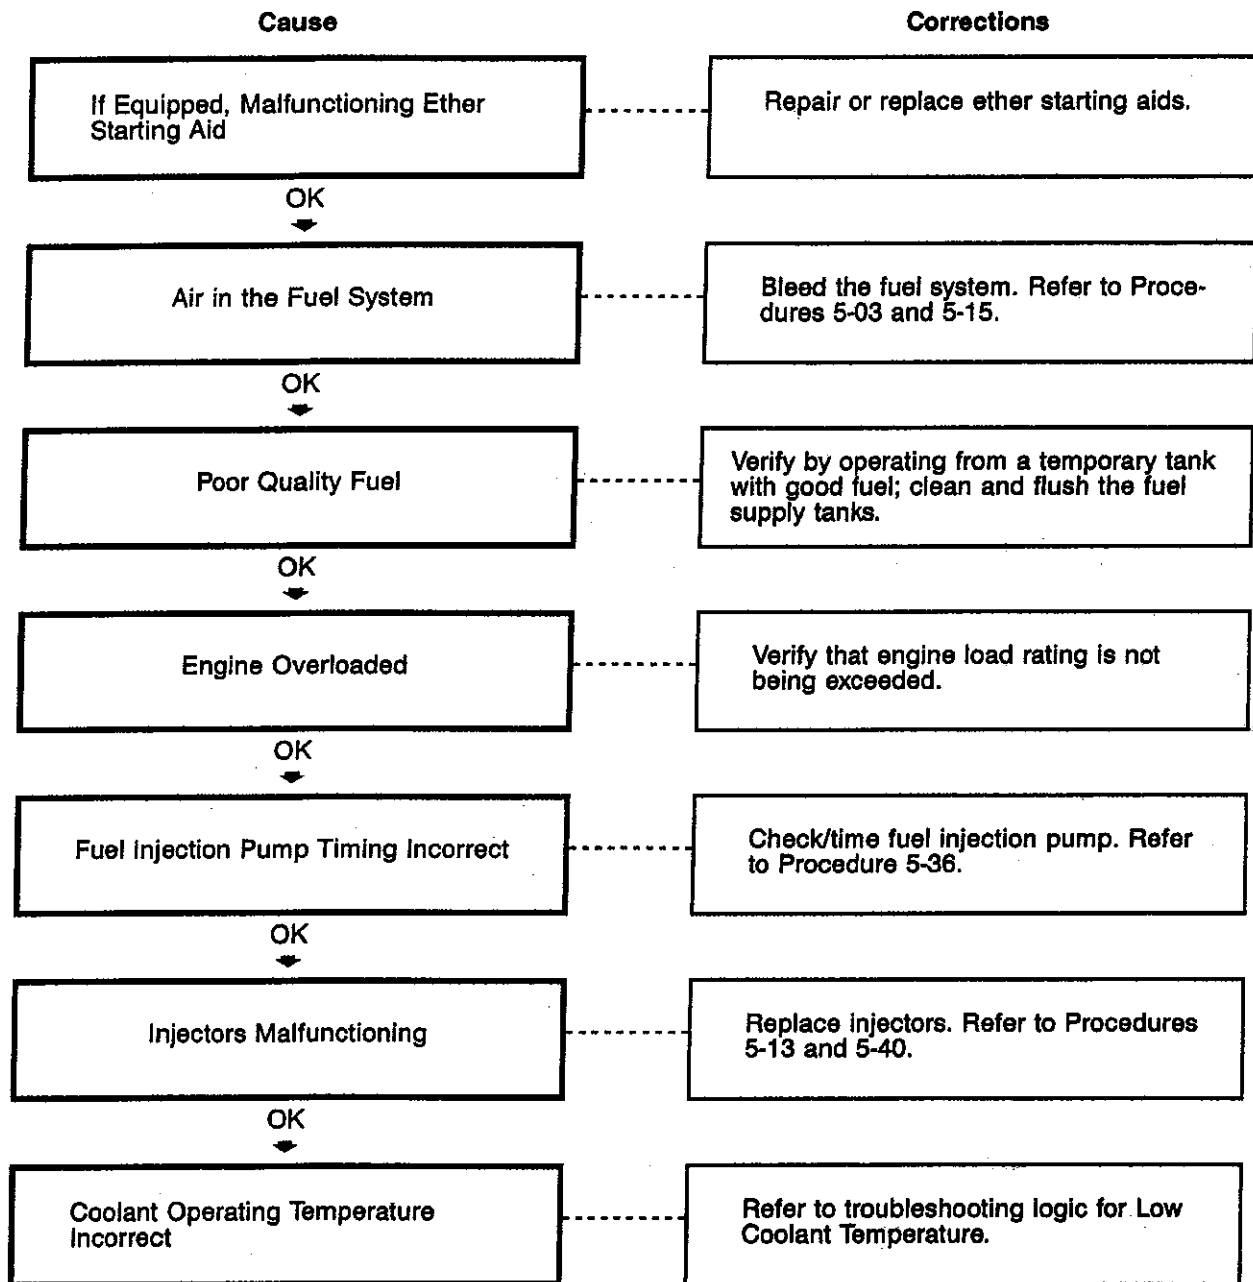 Cause
Corrections
If Equipped, Malfunctioning Ether
Starting Aid
Repair or replace ether starting aids.
OK
Air in the Fuel System
Bleed the fuel system. Refer to Proce-
dures 5-03 and 5-15.
OK
Poor Quality Fuel
Verify by operating from a temporary tank
with good fuel; clean and flush the fuel
supply tanks.
OK
Engine Overloaded
Verify that engine load rating is not
being exceeded.
OK
Fuel Injection Pump Timing Incorrect
Check/time fuel injection pump. Refer
to Procedure 5-36.
OK
Injectors Malfunctioning
Replace injectors. Refer to Procedures
5-13 and 5-40.
OK
Coolant Operating Temperature
Incorrect
Refer to troubleshooting logic for Low
Coolant Temperature.